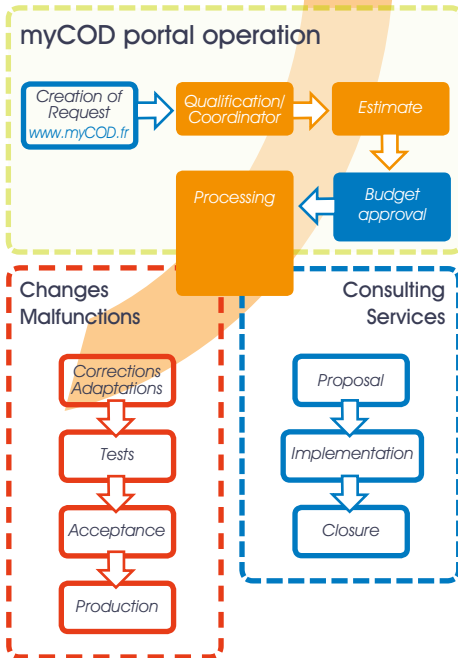 myCOD portal operation
Creation of
Request
www.myCOD.fr
Qualification/
Coordinator
Estimate
Processing
Budget
approval
Changes
Malfunctions
Consulting
Services
Corrections
Adaptations
Proposal
Tests
Implementation
Acceptance
Closure
Production